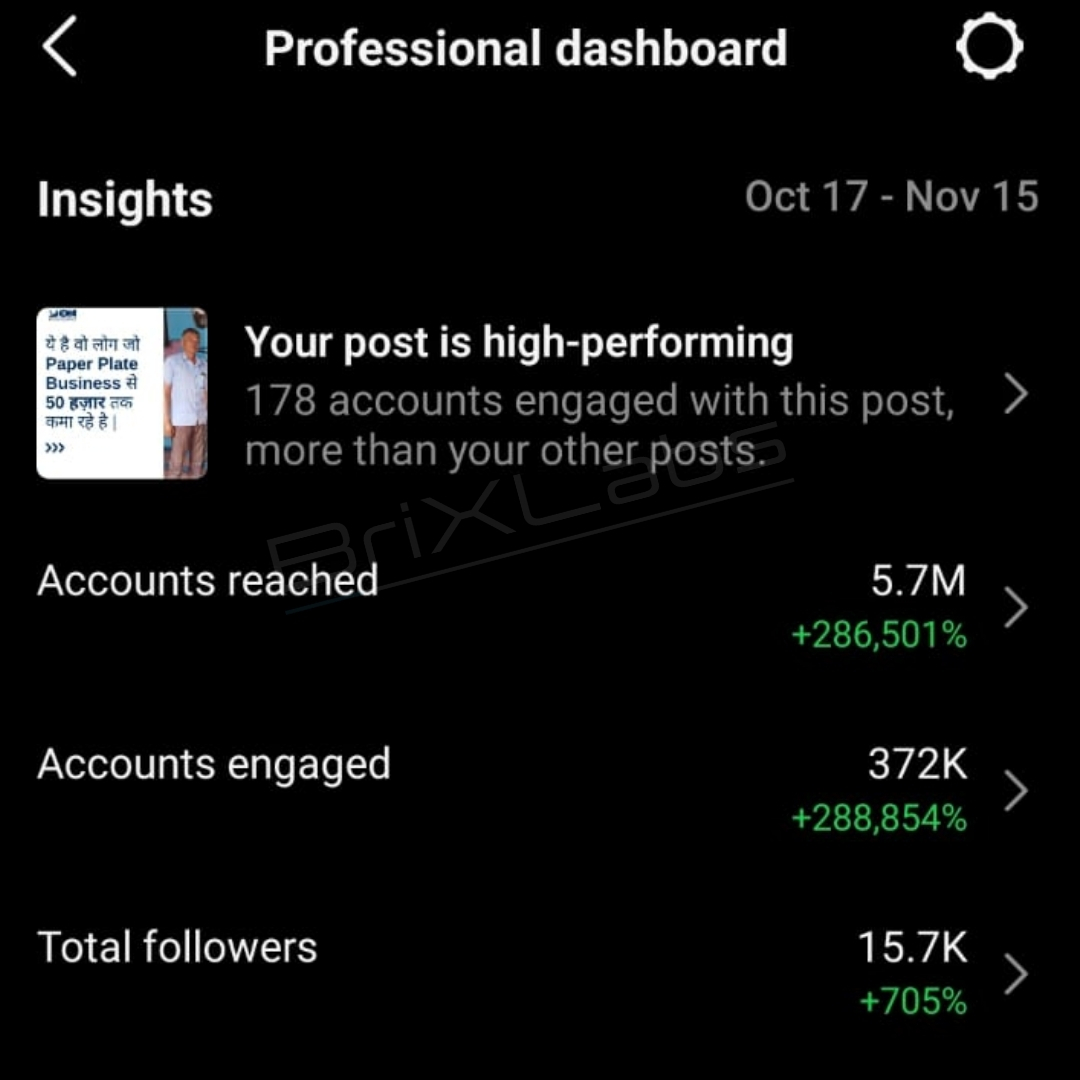 Professional dashboard
Insights
Oct 17 - Nov 15
ये है वो लोग जो
Paper Plate
Business से
50 हज़ार तक
कमा रहे है |
>>>
Your post is high-performing
178 accounts engaged with this post,
more than your other posts.
BriXLabs
Accounts reached
5.7M
+286,501%
Accounts engaged
372K
+288,854%
Total followers
15.7K
+705%